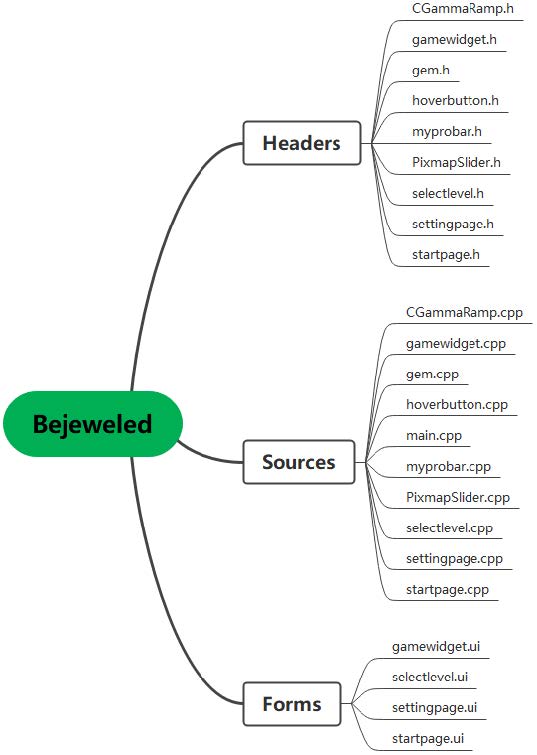 Bejeweled
Headers
CGammaRamp.h
gamewidget.h
gem.h
hoverbutton.h
myprobar.h
PixmapSlider.h
selectlevel.h
settingpage.h
startpage.h
Sources
CGammaRamp.cpp
gamewidget.cpp
gem.cpp
hoverbutton.cpp
main.cpp
myprobar.cpp
PixmapSlider.cpp
selectlevel.cpp
settingpage.cpp
startpage.cpp
Forms
gamewidget.ui
selectlevel.ui
settingpage.ui
startpage.ui